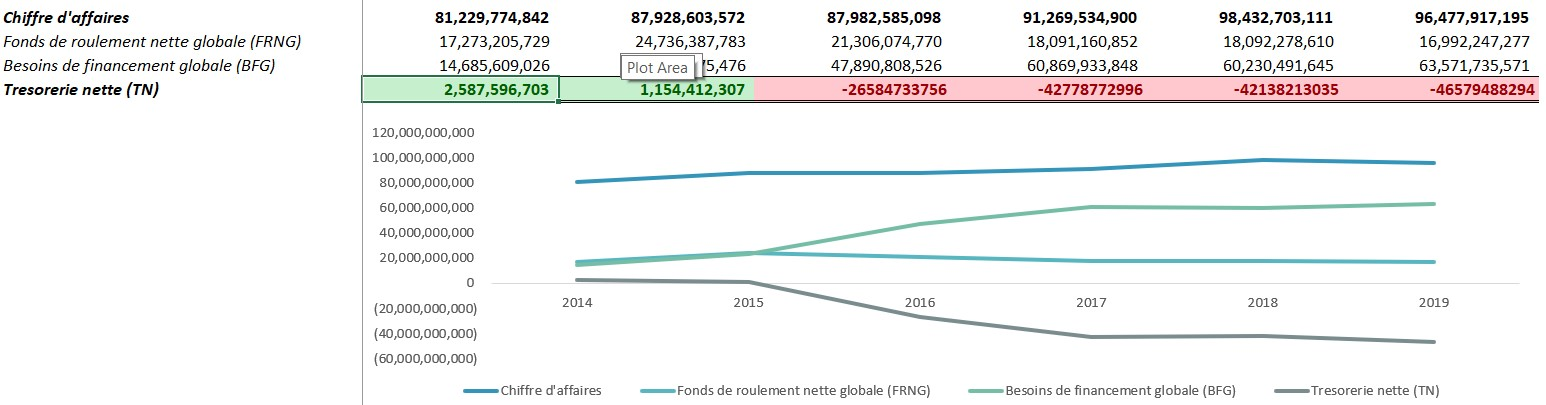 Chiffre d'affaires 81,229,774,842 87,928,603,572 87,982,585,098 91,269,534,900 98,432,703,111 96,477,917,195
Fonds de roulement nette globale (FRNG) 17,273,205,729 24,736,387,783 21,306,074,770 18,091,160,852 18,092,278,610 16,992,247,277
Besoins de financement globale (BFG) 14,685,609,026 75,476 47,890,808,526 60,869,933,848 60,230,491,645 63,571,735,571
Plot Area
Tresorerie nette (TN) 2,587,596,703 1,154,412,307 -26584733756 -42778772996 -42138213035 -46579488294
120,000,000,000
100,000,000,000
80,000,000,000
60,000,000,000
40,000,000,000
20,000,000,000
0
(20,000,000,000)
(40,000,000,000)
(60,000,000,000)
2014 2015 2016 2017 2018 2019
Chiffre d'affaires Fonds de roulement nette globale (FRNG) Besoins de financement globale (BFG) Tresorerie nette (TN)